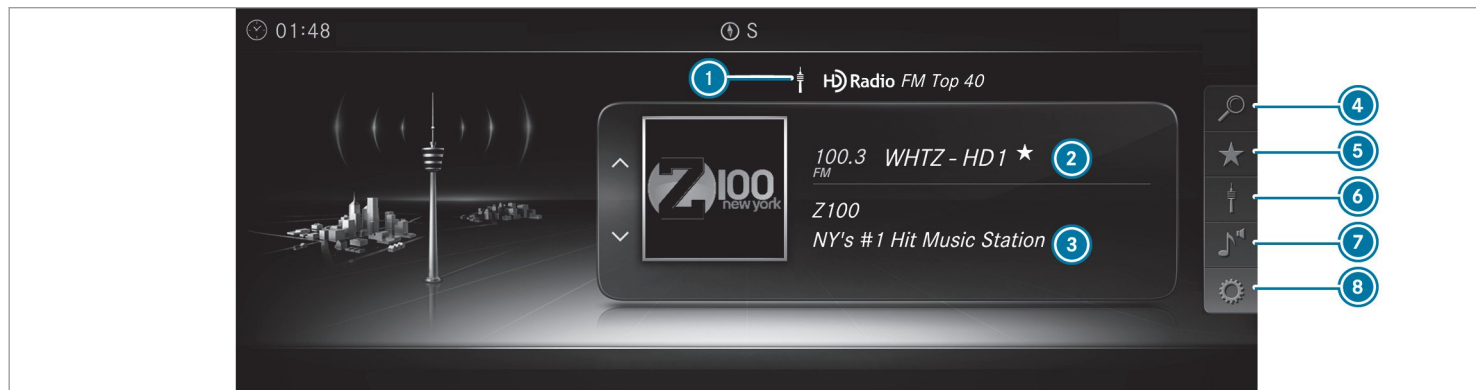 01:48
S
1
HD Radio FM Top 40
4
100.3 WHTZ - HD1 ★ 2
FM
5
Z100
new york
Z100
6
NY's #1 Hit Music Station 3
7
8